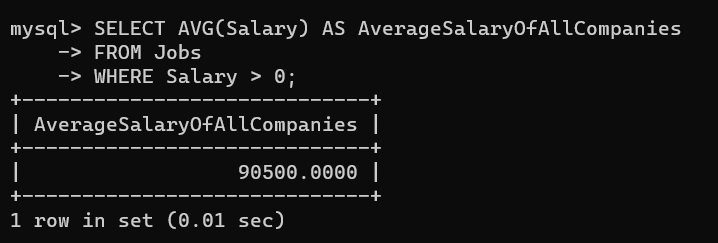 mysql> SELECT AVG(Salary) AS AverageSalaryOfAllCompanies
    -> FROM Jobs
    -> WHERE Salary > 0;
+-----------------------------+
| AverageSalaryOfAllCompanies |
+-----------------------------+
|                  90500.0000 |
+-----------------------------+
1 row in set (0.01 sec)